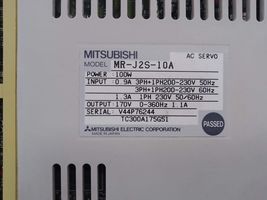 MITSUBISHI
AC SERVO
MODEL MR-J2S-10A
POWER : 100W
INPUT : 0.9A 3PH+1PH200-230V 50Hz
3PH+1PH200-230V 60Hz
1.3A 1PH 230V 50/60Hz
OUTPUT : 170V 0-360Hz 1.1A
SERIAL : V44P76244
TC300A175G51
MITSUBISHI ELECTRIC CORPORATION
MADE IN JAPAN
PASSED